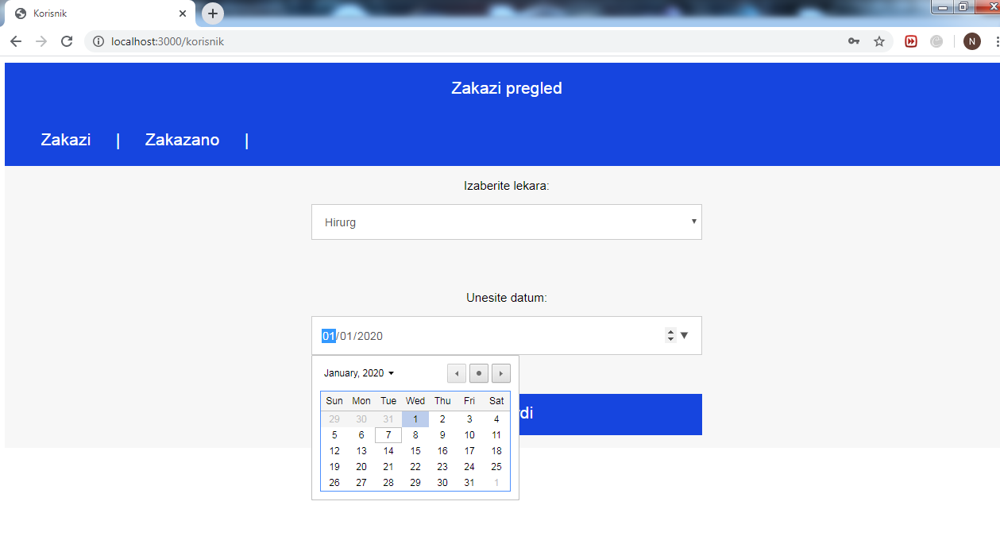 Korisnik
localhost:3000/korisnik
N
Zakazi pregled
Zakazi | Zakazano |
Izaberite lekara:
Hirurg
Unesite datum:
01/01/2020
January, 2020
Sun Mon Tue Wed Thu Fri Sat
29 30 31 1 2 3 4
5 6 7 8 9 10 11
12 13 14 15 16 17 18
19 20 21 22 23 24 25
26 27 28 29 30 31 1